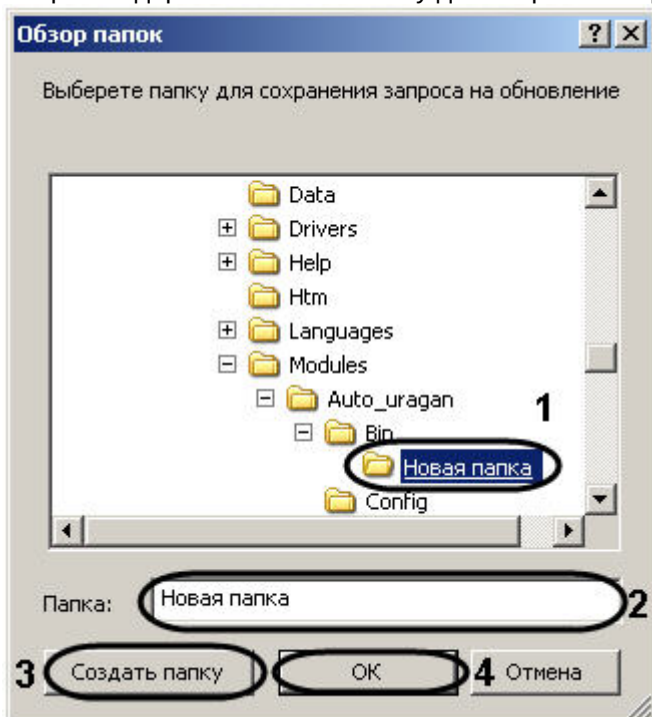 Обзор папок
Выберете папку для сохранения запроса на обновление
Data
Drivers
Help
Htm
Languages
Modules
Auto_uragan
1
Bin
Новая папка
Config
Папка: Новая папка 2
3 Создать папку OK 4 Отмена